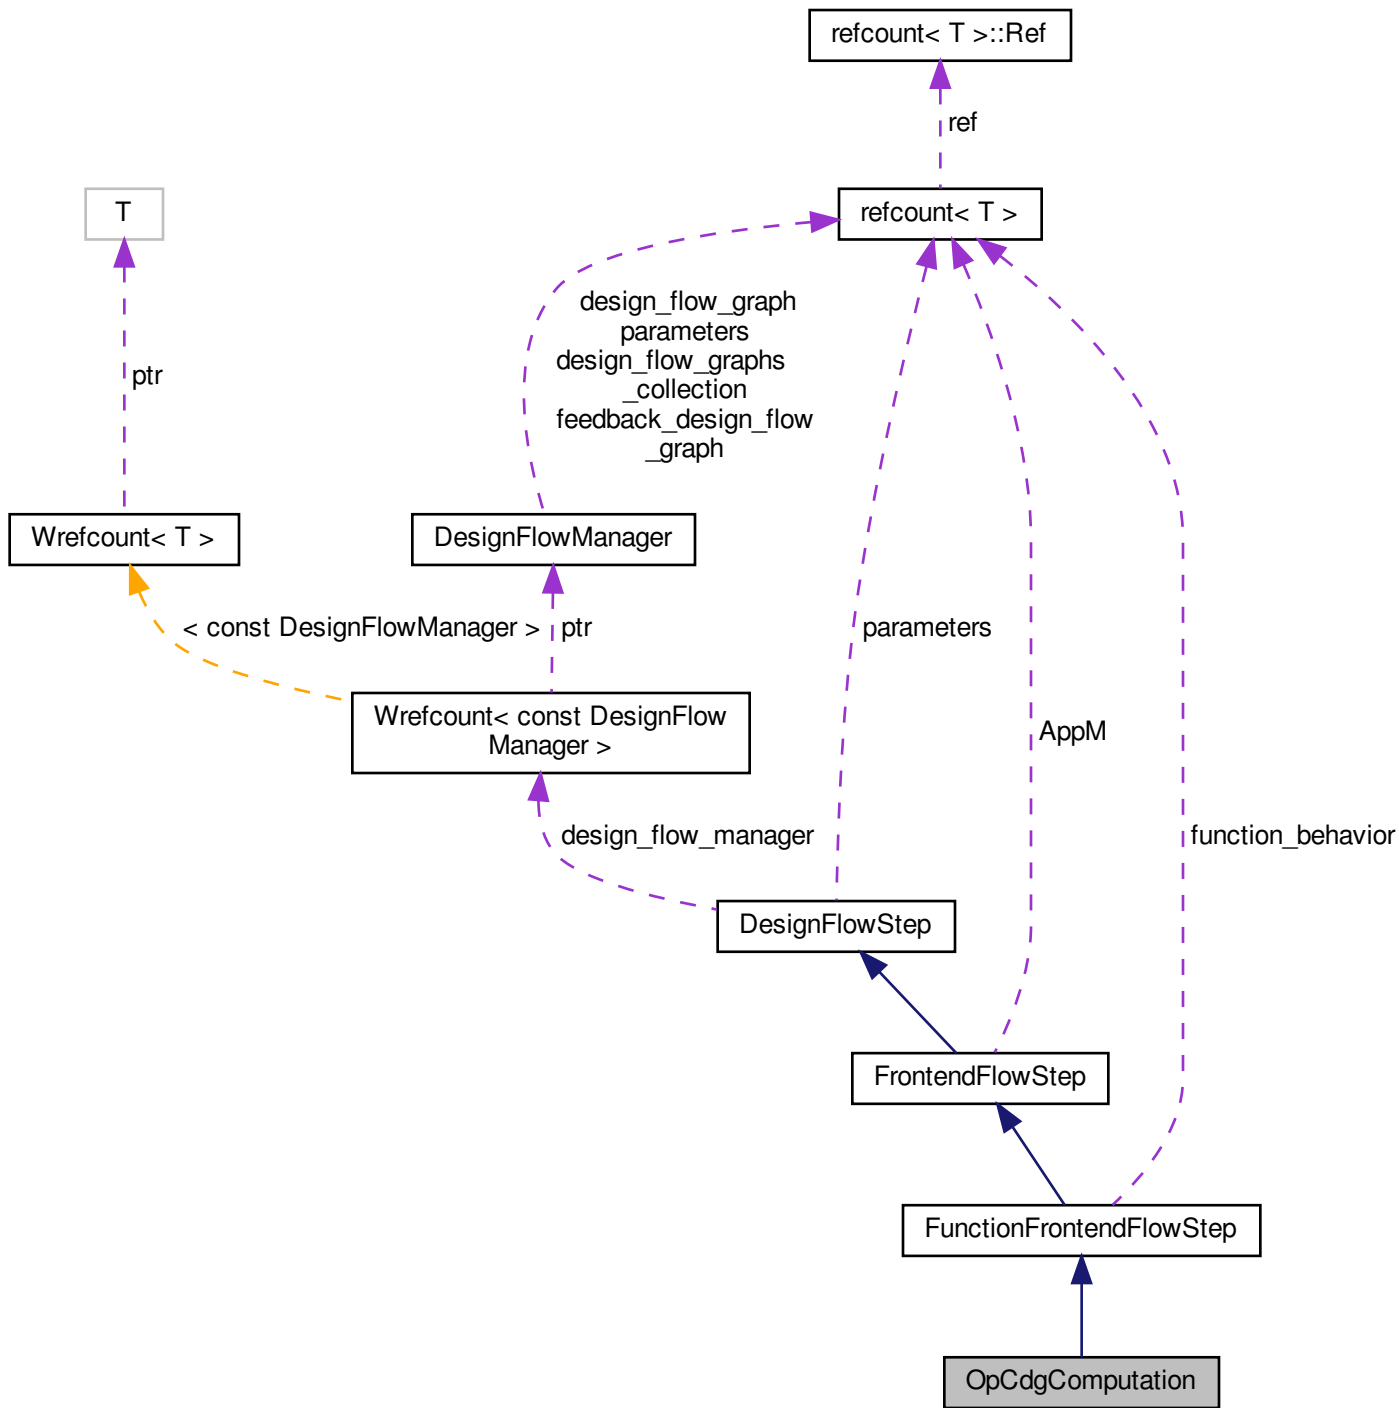 refcount< T >::Ref
ref
T
refcount< T >
design_flow_graph
parameters
design_flow_graphs
_collection
feedback_design_flow
_graph
ptr
Wrefcount< T >
DesignFlowManager
< const DesignFlowManager >
ptr
parameters
Wrefcount< const DesignFlow
Manager >
AppM
design_flow_manager
function_behavior
DesignFlowStep
FrontendFlowStep
FunctionFrontendFlowStep
OpCdgComputation